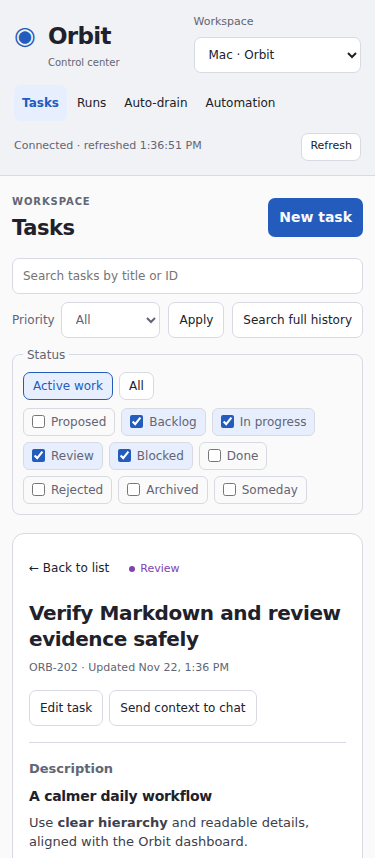 Orbit
Control center
Workspace
Mac · Orbit
Tasks Runs Auto-drain Automation
Connected · refreshed 1:36:51 PM
Refresh
WORKSPACE
Tasks
New task
Search tasks by title or ID
Priority All Apply Search full history
Status
Active work All
Proposed Backlog In progress
Review Blocked Done
Rejected Archived Someday
← Back to list • Review
Verify Markdown and review
evidence safely
ORB-202 · Updated Nov 22, 1:36 PM
Edit task Send context to chat
Description
A calmer daily workflow
Use clear hierarchy and readable details,
aligned with the Orbit dashboard.